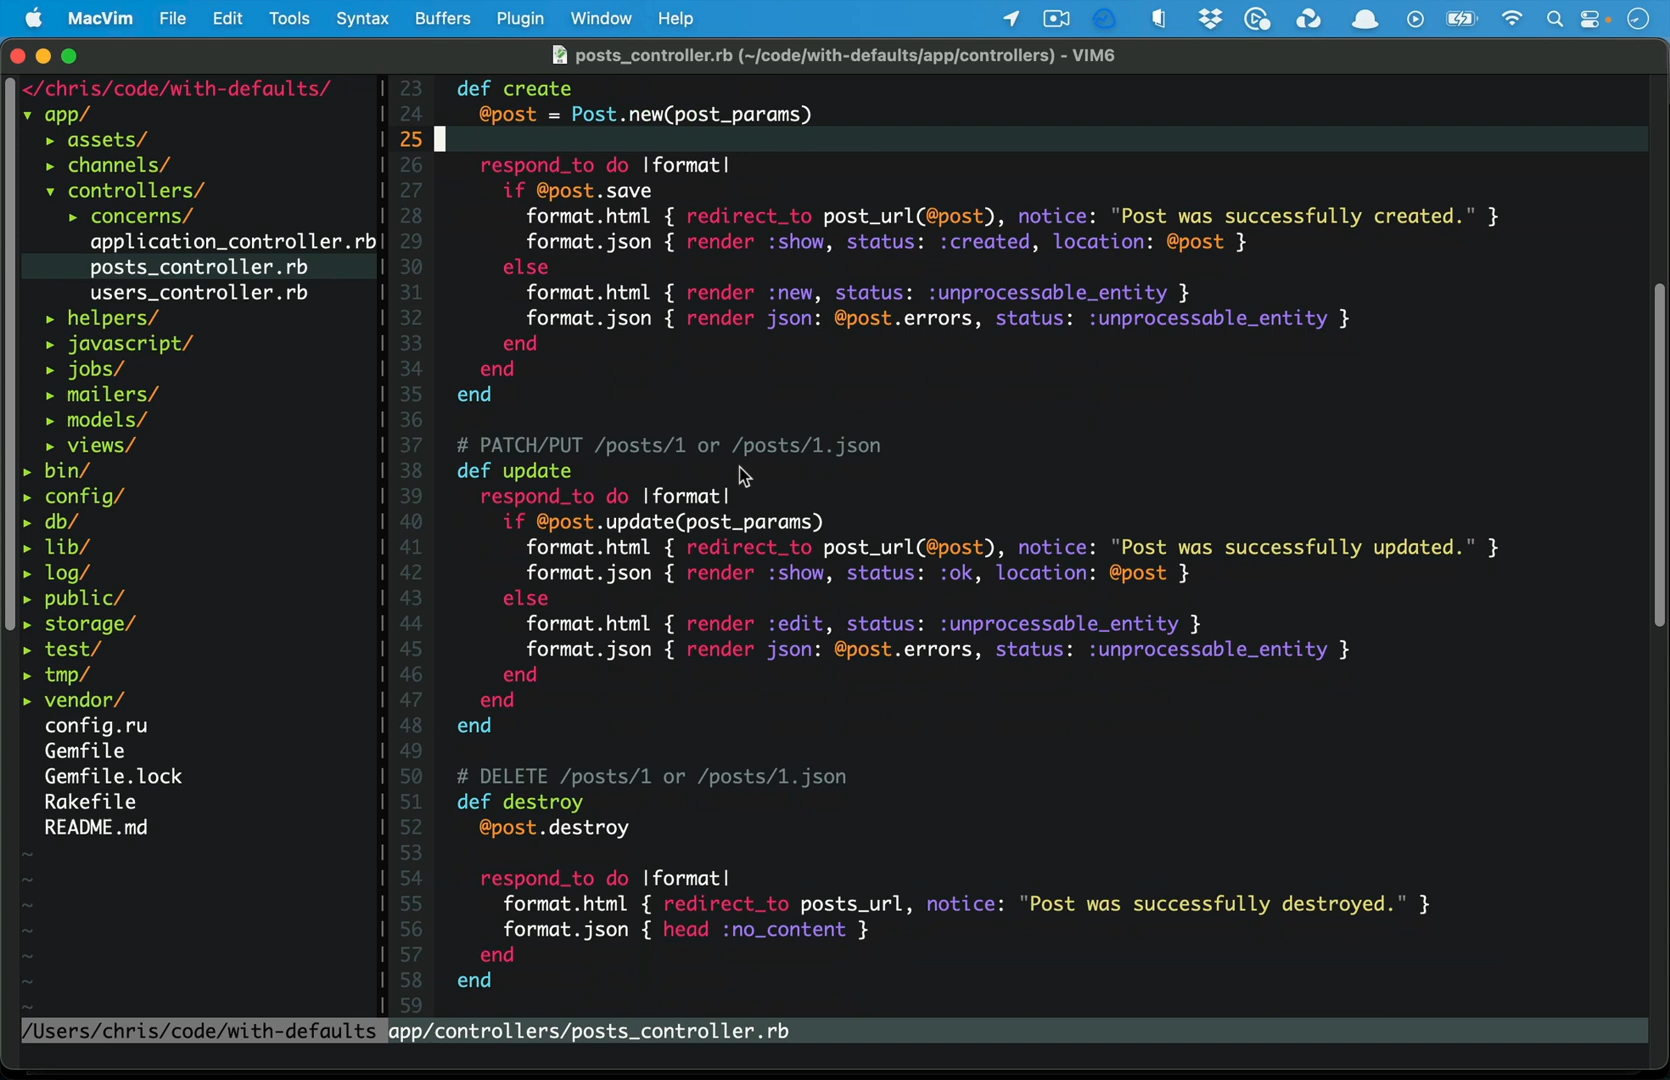 MacVim File Edit Tools Syntax Buffers Plugin Window Help
posts_controller.rb (~/code/with-defaults/app/controllers) - VIM6
</chris/code/with-defaults/
▾ app/
▸ assets/
▸ channels/
▾ controllers/
▸ concerns/
application_controller.rb
posts_controller.rb
users_controller.rb
▸ helpers/
▸ javascript/
▸ jobs/
▸ mailers/
▸ models/
▸ views/
▸ bin/
▸ config/
▸ db/
▸ lib/
▸ log/
▸ public/
▸ storage/
▸ test/
▸ tmp/
▸ vendor/
config.ru
Gemfile
Gemfile.lock
Rakefile
README.md
~
~
~
~
~
~
~
23 def create
24 @post = Post.new(post_params)
25
26 respond_to do |format|
27 if @post.save
28 format.html { redirect_to post_url(@post), notice: "Post was successfully created." }
29 format.json { render :show, status: :created, location: @post }
30 else
31 format.html { render :new, status: :unprocessable_entity }
32 format.json { render json: @post.errors, status: :unprocessable_entity }
33 end
34 end
35 end
36
37 # PATCH/PUT /posts/1 or /posts/1.json
38 def update
39 respond_to do |format|
40 if @post.update(post_params)
41 format.html { redirect_to post_url(@post), notice: "Post was successfully updated." }
42 format.json { render :show, status: :ok, location: @post }
43 else
44 format.html { render :edit, status: :unprocessable_entity }
45 format.json { render json: @post.errors, status: :unprocessable_entity }
46 end
47 end
48 end
49
50 # DELETE /posts/1 or /posts/1.json
51 def destroy
52 @post.destroy
53
54 respond_to do |format|
55 format.html { redirect_to posts_url, notice: "Post was successfully destroyed." }
56 format.json { head :no_content }
57 end
58 end
59
/Users/chris/code/with-defaults app/controllers/posts_controller.rb